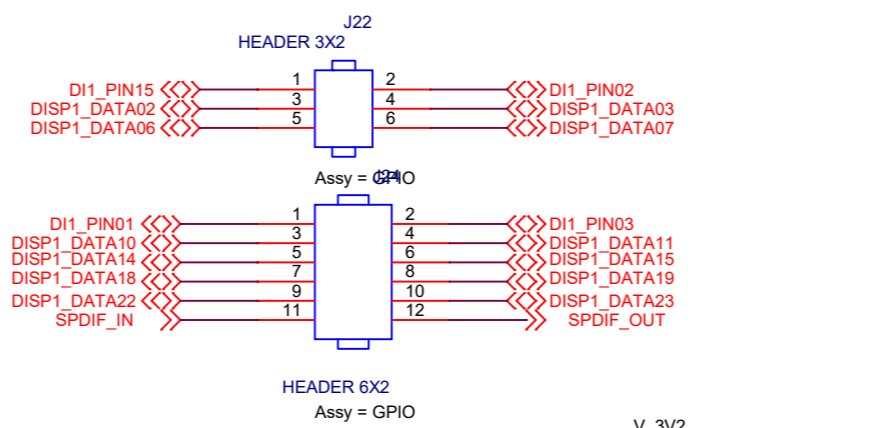 J22
HEADER 3X2
1 2
DI1_PIN15 DI1_PIN02
3 4
DISP1_DATA02 DISP1_DATA03
5 6
DISP1_DATA06 DISP1_DATA07
Assy = GPIO
J24
1 2
DI1_PIN01 DI1_PIN03
3 4
DISP1_DATA10 DISP1_DATA11
5 6
DISP1_DATA14 DISP1_DATA15
7 8
DISP1_DATA18 DISP1_DATA19
9 10
DISP1_DATA22 DISP1_DATA23
11 12
SPDIF_IN SPDIF_OUT
HEADER 6X2
Assy = GPIO
V_3V2